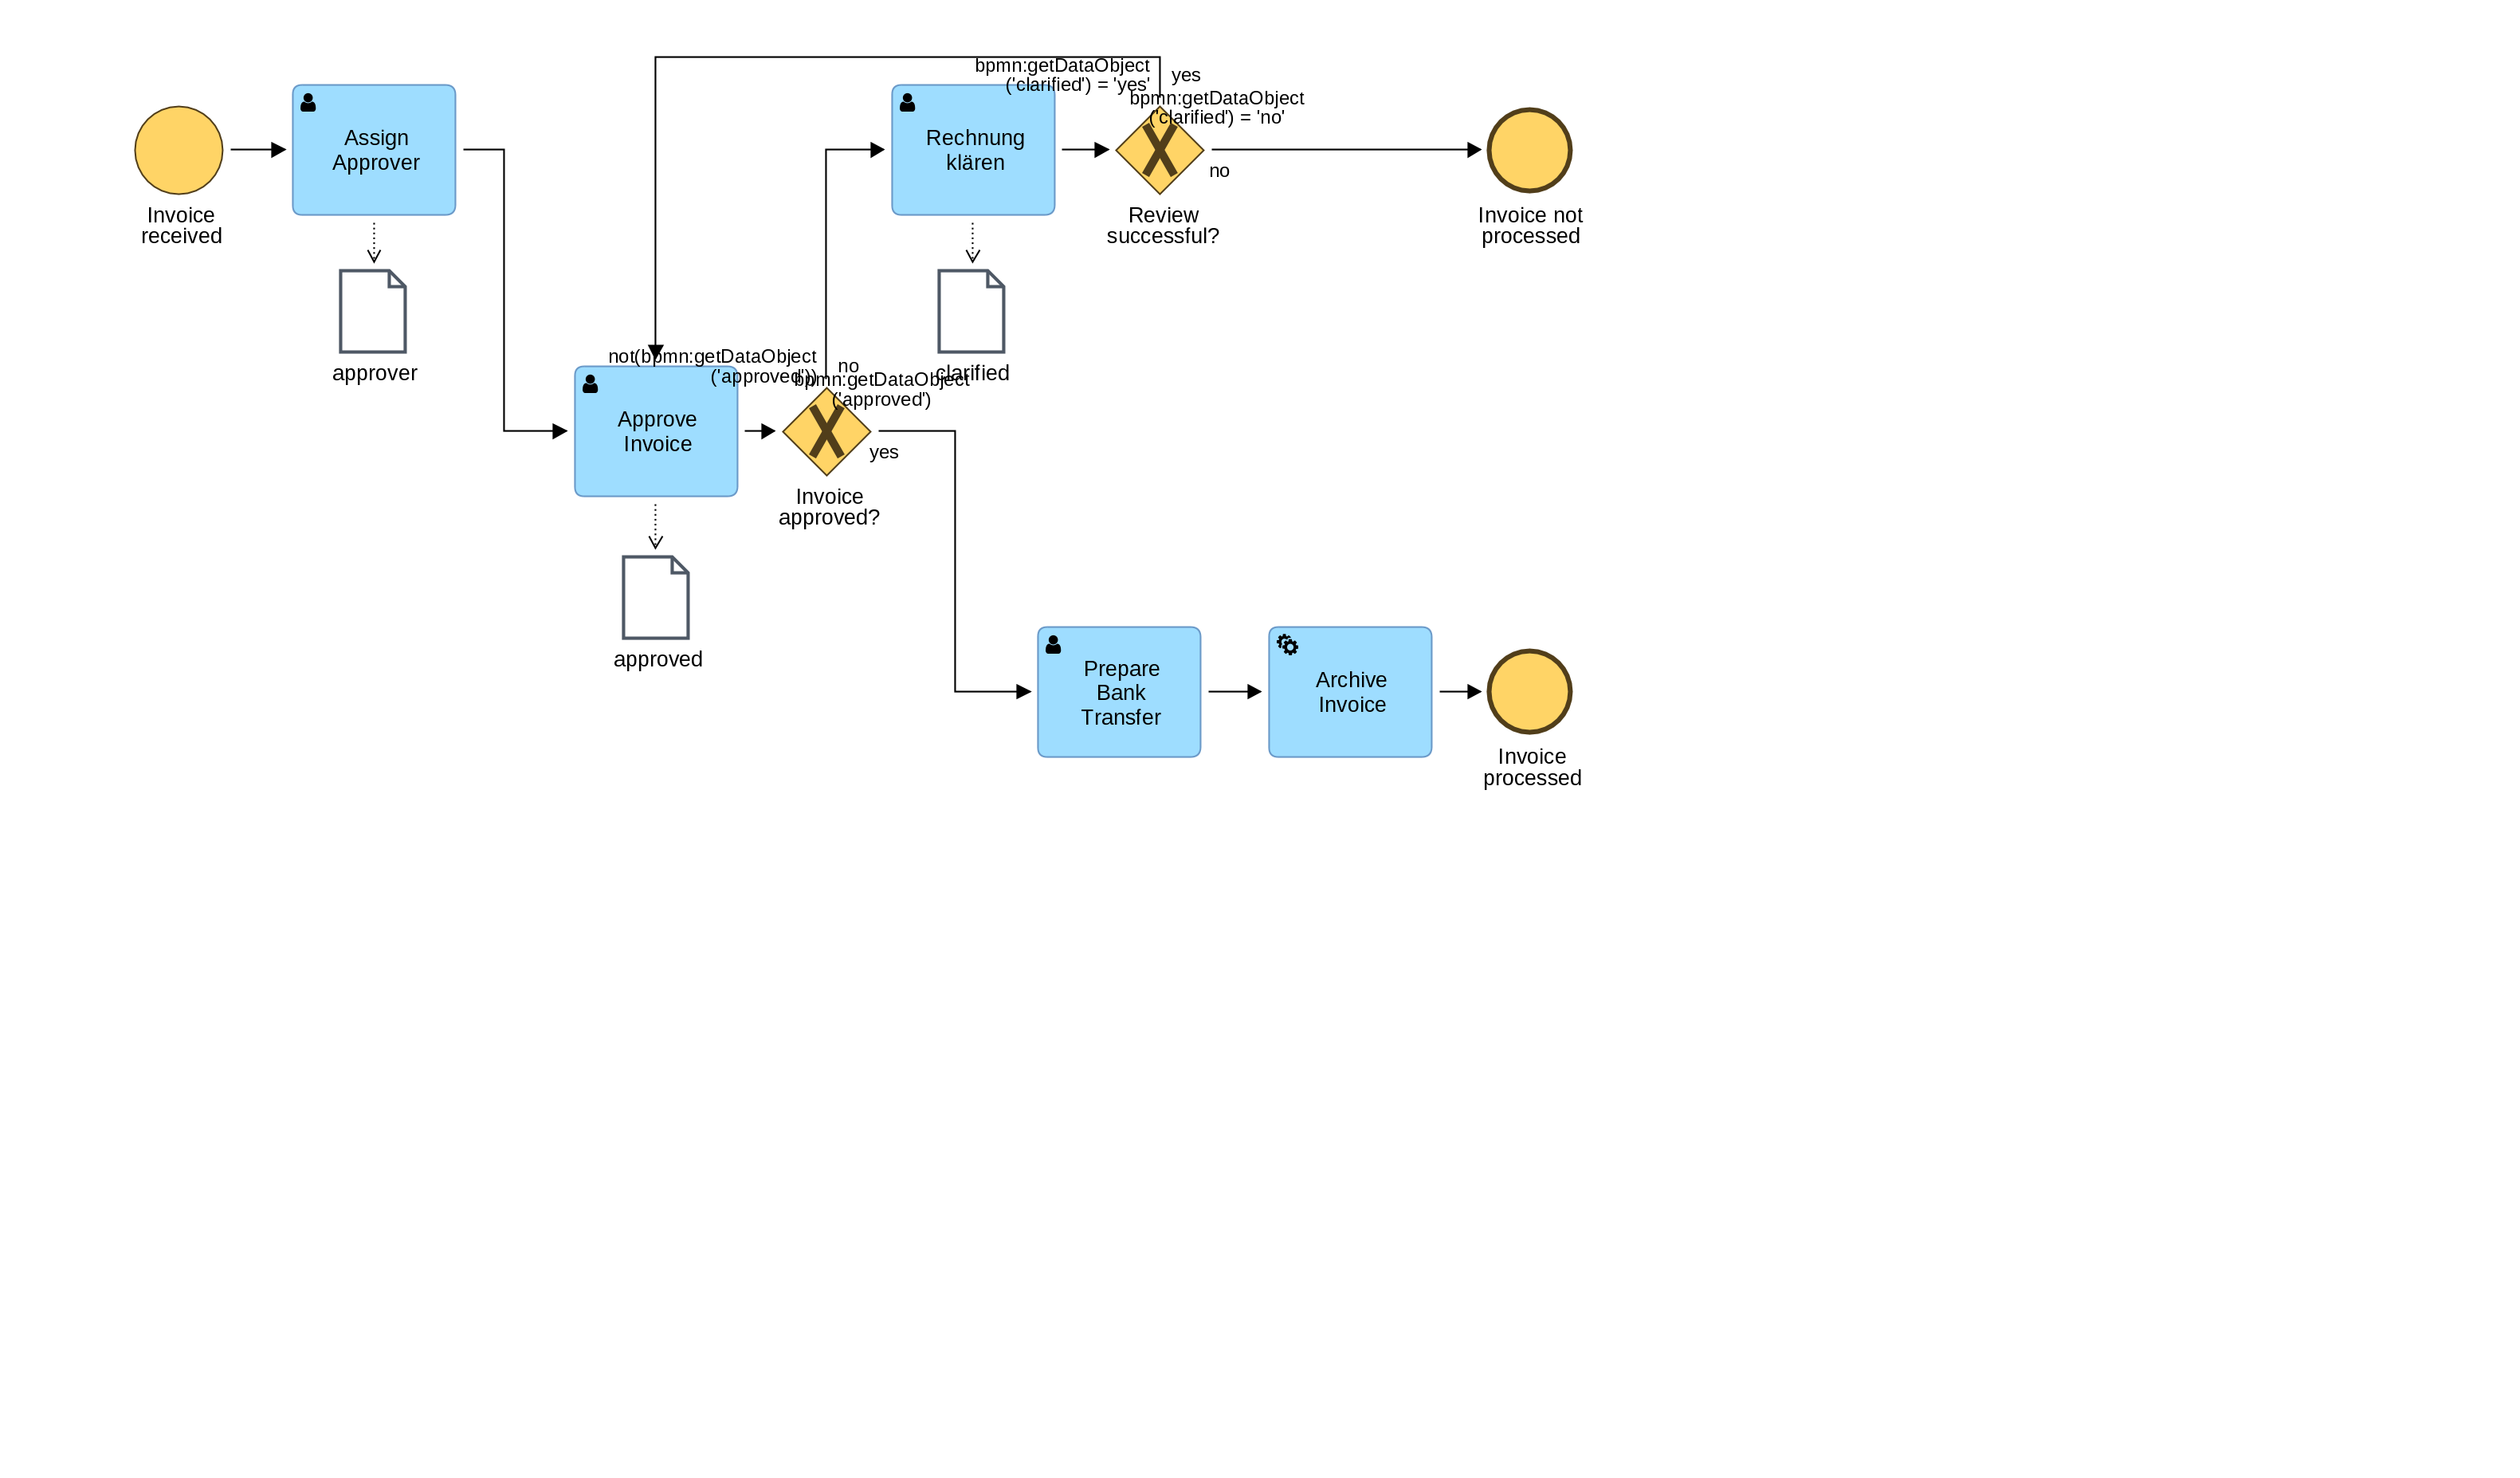 bpmn:getDataObject
('clarified') = 'yes'
yes
bpmn:getDataObject
('clarified') = 'no'
Assign
Approver
Rechnung
klären
no
Invoice
received
Review
successful?
Invoice not
processed
approver
clarified
not(bpmn:getDataObject
('approved'))
no
bpmn:getDataObject
('approved')
Approve
Invoice
yes
Invoice
approved?
approved
Prepare
Bank
Transfer
Archive
Invoice
Invoice
processed